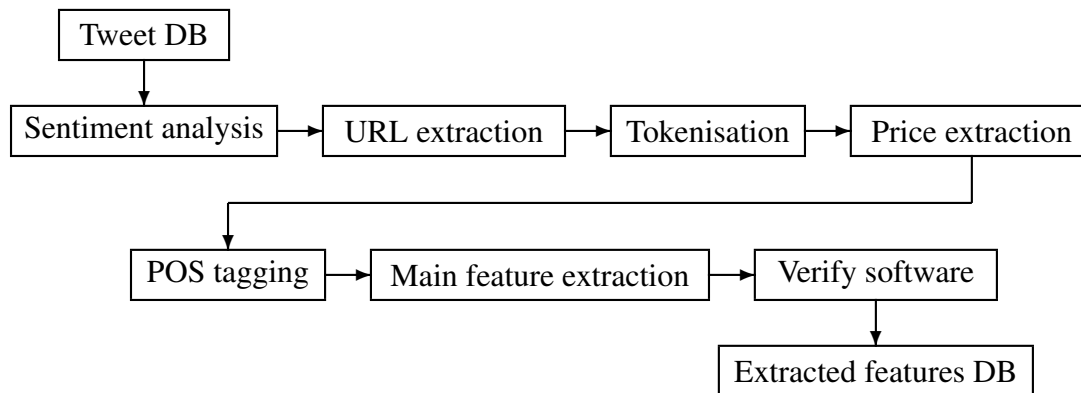 Tweet DB
Sentiment analysis
URL extraction
Tokenisation
Price extraction
POS tagging
Main feature extraction
Verify software
Extracted features DB